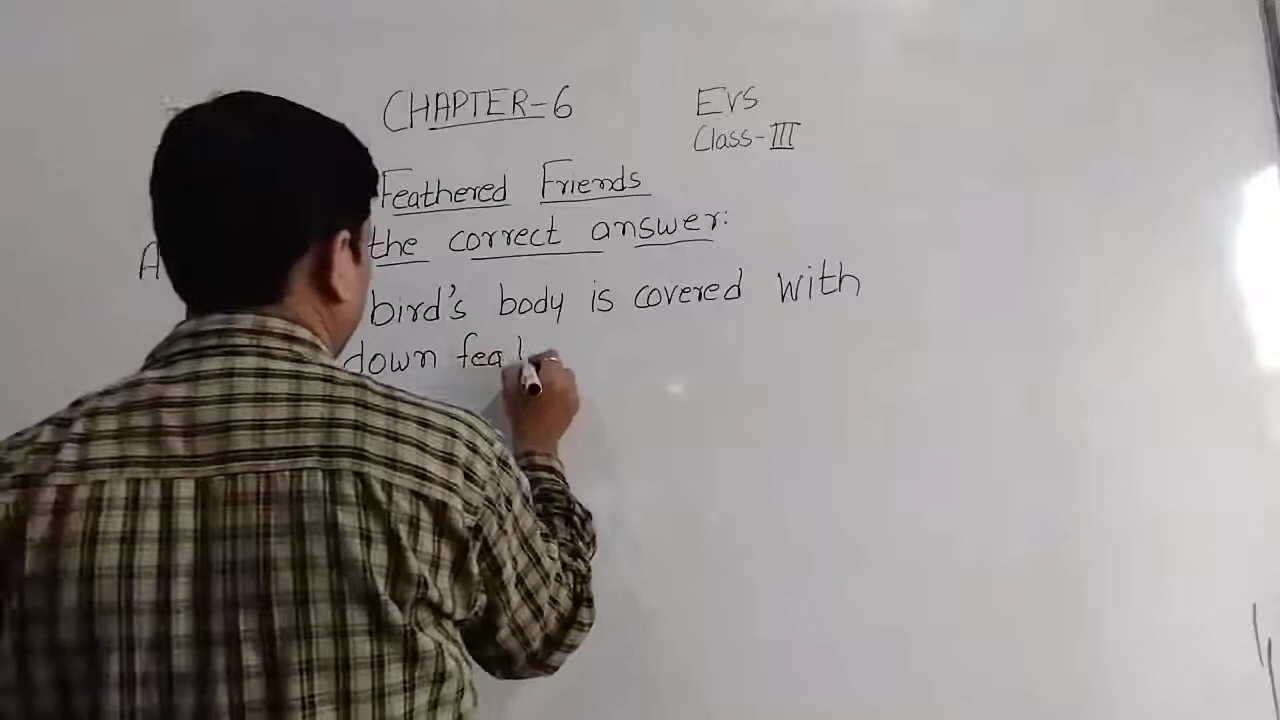 CHAPTER-6
EVS
Class-III
Feathered Friends
A the correct answer:
bird's body is covered with
down fea